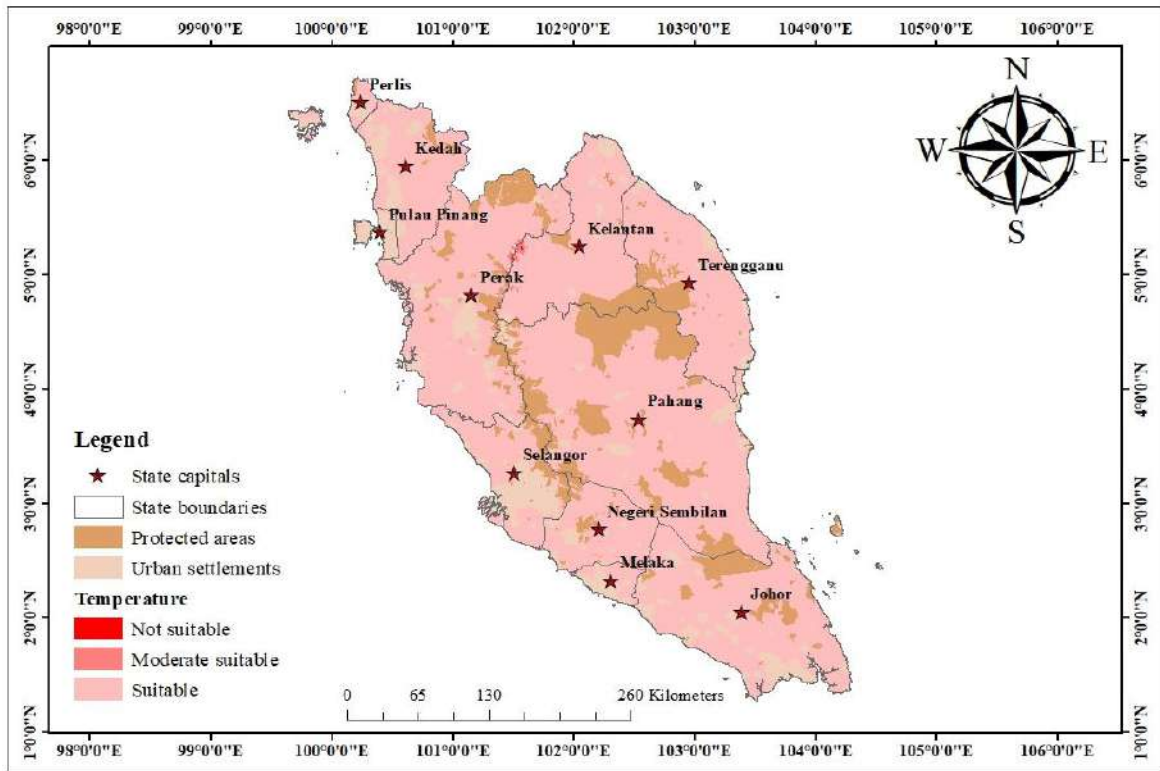 98°0'0"E 99°0'0"E 100°0'0"E 101°0'0"E 102°0'0"E 103°0'0"E 104°0'0"E 105°0'0"E 106°0'0"E
N
W E
S
6°0'0"N
5°0'0"N
4°0'0"N
3°0'0"N
2°0'0"N
1°0'0"N
Perlis
Kedah
Pulau Pinang
Kelantan
Terengganu
Perak
Pahang
Selangor
Negeri Sembilan
Melaka
Johor
Legend
State capitals
State boundaries
Protected areas
Urban settlements
Temperature
Not suitable
Moderate suitable
Suitable
0 65 130 260 Kilometers
6°0'0"N
5°0'0"N
4°0'0"N
3°0'0"N
2°0'0"N
1°0'0"N
98°0'0"E 99°0'0"E 100°0'0"E 101°0'0"E 102°0'0"E 103°0'0"E 104°0'0"E 105°0'0"E 106°0'0"E